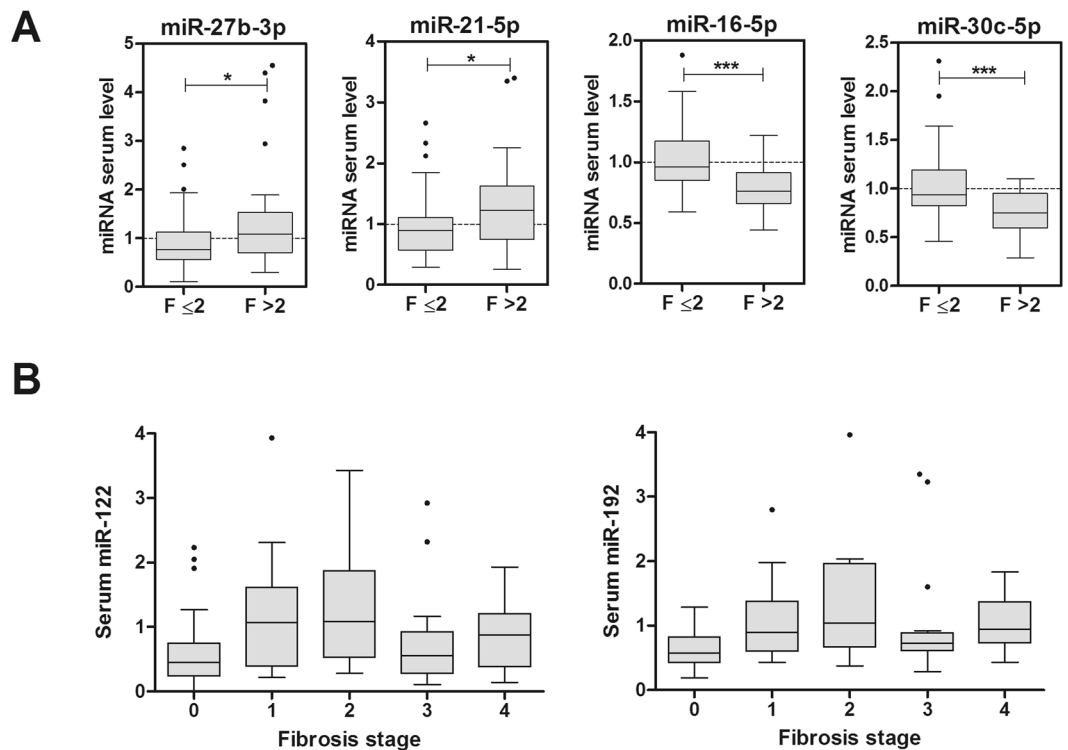 A
miR-27b-3p
miRNA serum level
5
4
3
2
1
0
*
F ≤2
F >2
miR-21-5p
miRNA serum level
4
3
2
1
0
*
F ≤2
F >2
miR-16-5p
miRNA serum level
2.0
1.5
1.0
0.5
0.0
***
F ≤2
F >2
miR-30c-5p
miRNA serum level
2.5
2.0
1.5
1.0
0.5
0.0
***
F ≤2
F >2
B
Serum miR-122
4
3
2
1
0
0 1 2 3 4
Fibrosis stage
Serum miR-192
4
3
2
1
0
0 1 2 3 4
Fibrosis stage